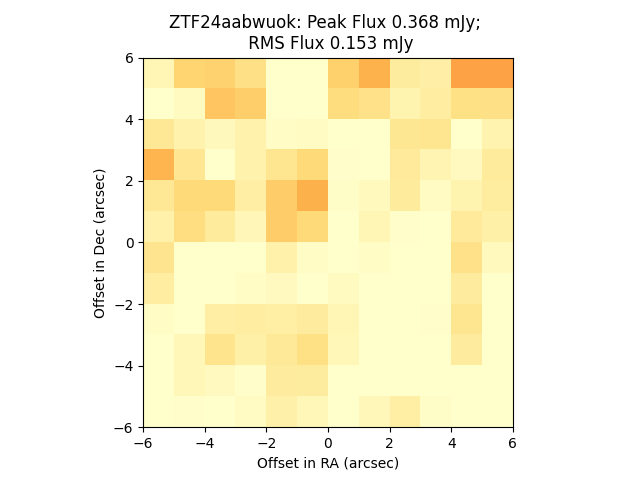 ZTF24aabwuok: Peak Flux 0.368 mJy;
RMS Flux 0.153 mJy
6
4
2
0
−2
−4
−6
Offset in Dec (arcsec)
−6 −4 −2 0 2 4 6
Offset in RA (arcsec)